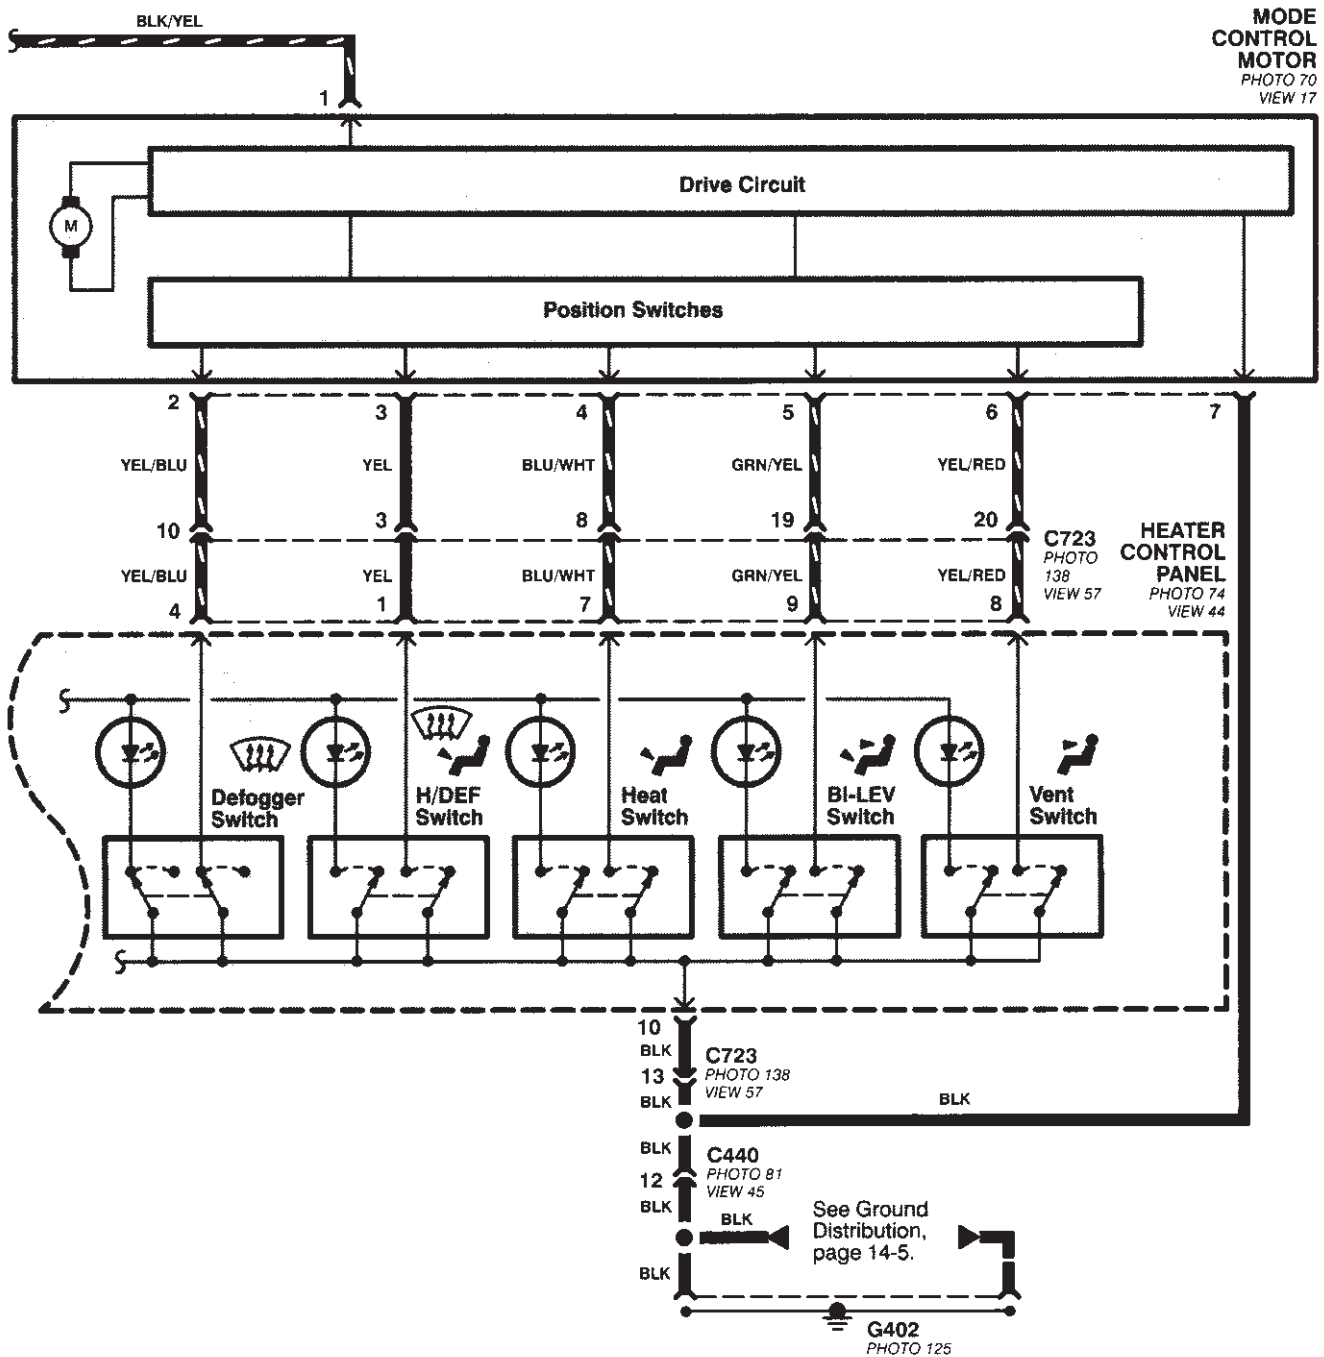 BLK/YEL
MODE
CONTROL
MOTOR
PHOTO 70
VIEW 17
1
Drive Circuit
M
Position Switches
2 3 4 5 6 7
YEL/BLU YEL BLU/WHT GRN/YEL YEL/RED
10 3 8 19 20
C723
PHOTO
138
VIEW 57
HEATER
CONTROL
PANEL
PHOTO 74
VIEW 44
YEL/BLU YEL BLU/WHT GRN/YEL YEL/RED
4 1 7 9 8
Defogger
Switch
H/DEF
Switch
Heat
Switch
BI-LEV
Switch
Vent
Switch
10
BLK
13
C723
PHOTO 138
VIEW 57
BLK
BLK
BLK
C440
PHOTO 81
VIEW 45
12
BLK
BLK
See Ground
Distribution,
page 14-5.
BLK
G402
PHOTO 125